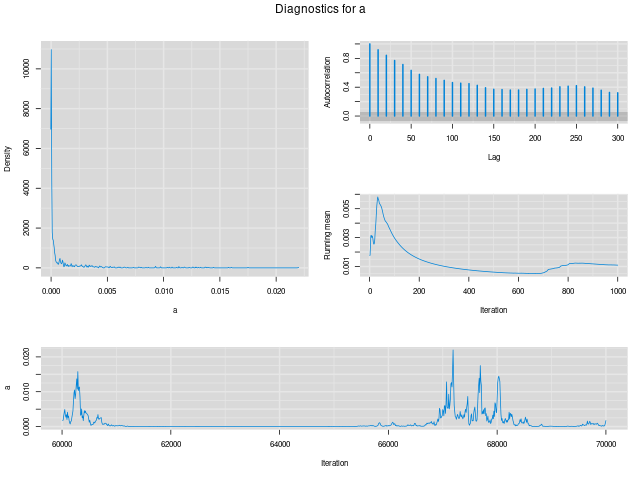 Diagnostics for a
Density
0 2000 4000 6000 8000 10000
0.000 0.005 0.010 0.015 0.020
a
Autocorrelation
0.0 0.4 0.8
0 50 100 150 200 250 300
Lag
Running mean
0.001 0.003 0.005
0 200 400 600 800 1000
Iteration
a
0.000 0.010 0.020
60000 62000 64000 66000 68000 70000
Iteration